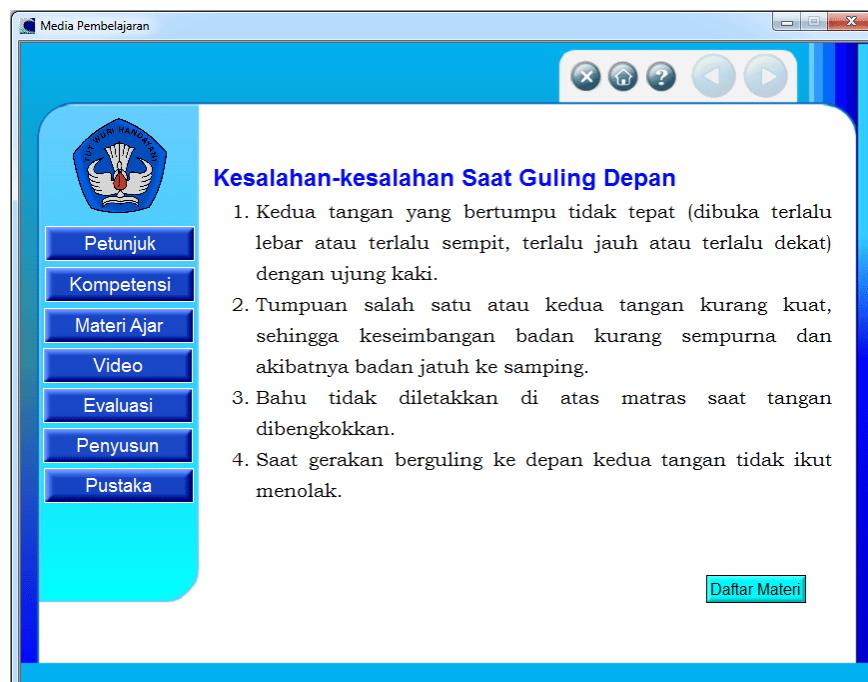 Media Pembelajaran
TUT WURI HANDAYANI
Kesalahan-kesalahan Saat Guling Depan
1. Kedua tangan yang bertumpu tidak tepat (dibuka terlalu
lebar atau terlalu sempit, terlalu jauh atau terlalu dekat)
dengan ujung kaki.
2. Tumpuan salah satu atau kedua tangan kurang kuat,
sehingga keseimbangan badan kurang sempurna dan
akibatnya badan jatuh ke samping.
3. Bahu tidak diletakkan di atas matras saat tangan
dibengkokkan.
4. Saat gerakan berguling ke depan kedua tangan tidak ikut
menolak.
Petunjuk
Kompetensi
Materi Ajar
Video
Evaluasi
Penyusun
Pustaka
Daftar Materi